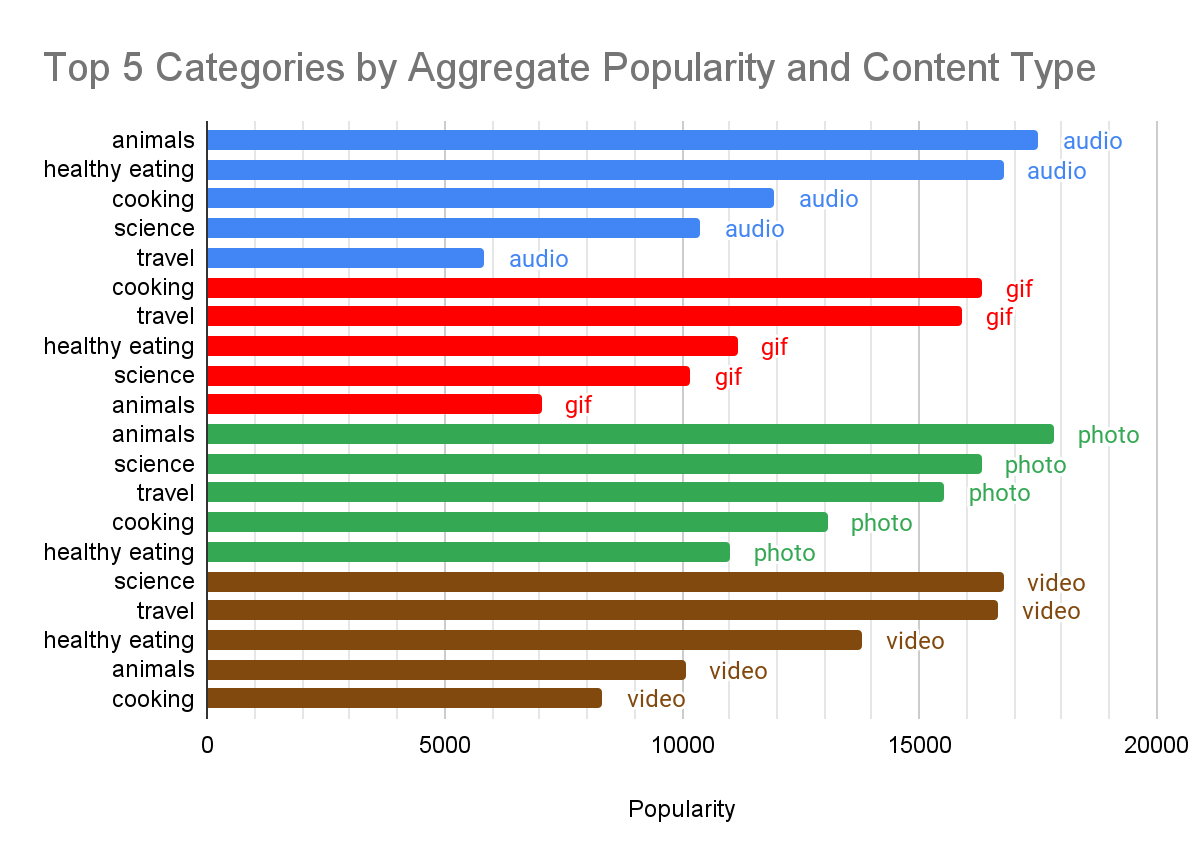 Top 5 Categories by Aggregate Popularity and Content Type
animals audio
healthy eating audio
cooking audio
science audio
travel audio
cooking gif
travel gif
healthy eating gif
science gif
animals gif
animals photo
science photo
travel photo
cooking photo
healthy eating photo
science video
travel video
healthy eating video
animals video
cooking video
0 5000 10000 15000 20000
Popularity